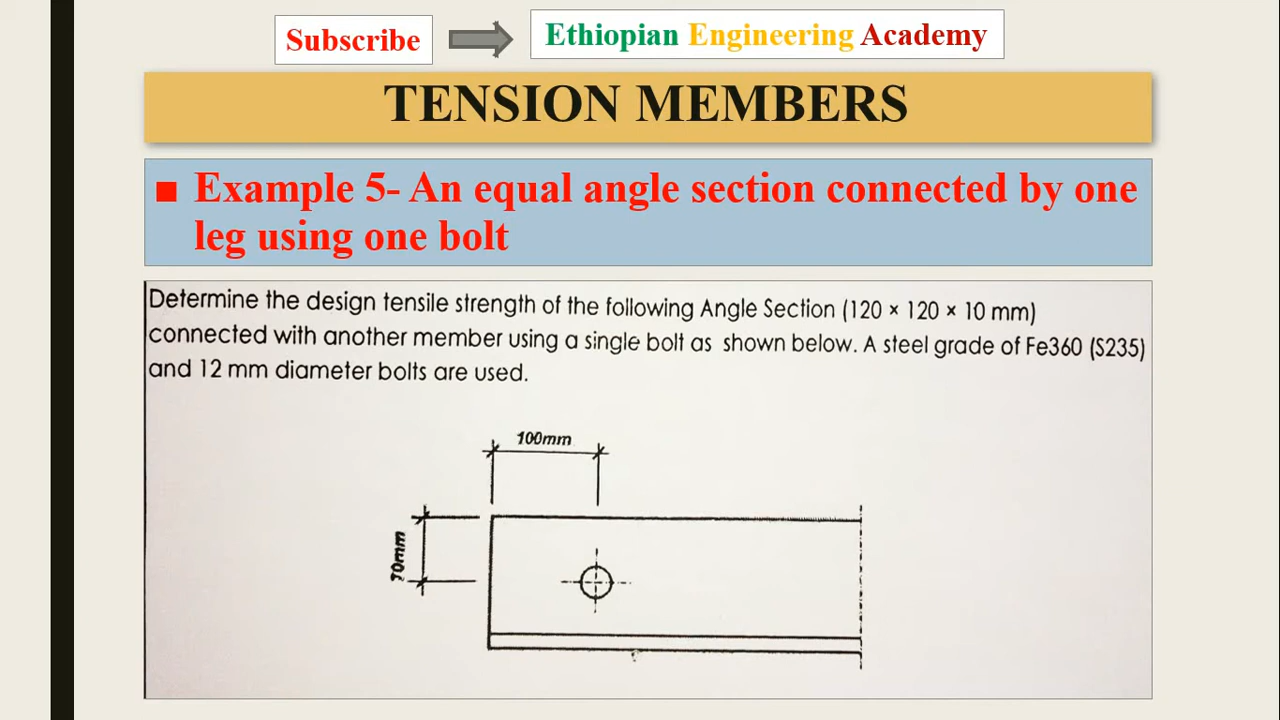 Subscribe
Ethiopian Engineering Academy
TENSION MEMBERS
Example 5- An equal angle section connected by one
leg using one bolt
Determine the design tensile strength of the following Angle Section (120 × 120 × 10 mm)
connected with another member using a single bolt as shown below. A steel grade of Fe360 (S235)
and 12 mm diameter bolts are used.
100mm
70mm